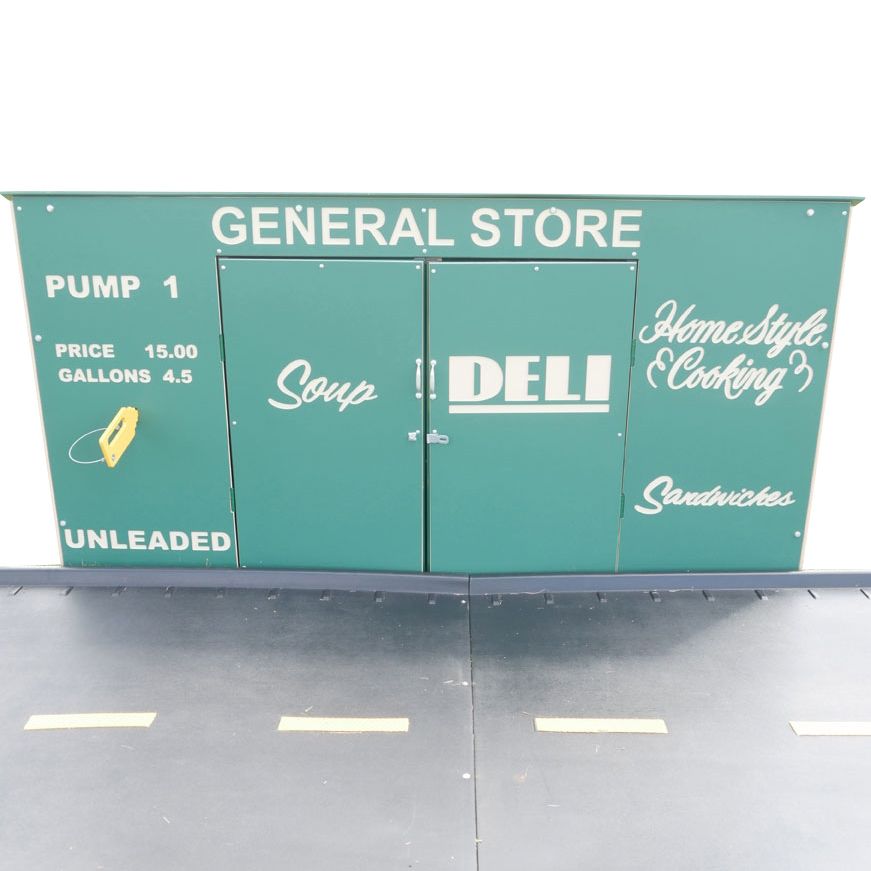 GENERAL STORE
PUMP 1
PRICE 15.00
GALLONS 4.5
UNLEADED
Soup
DELI
Home Style
Cooking
Sandwiches